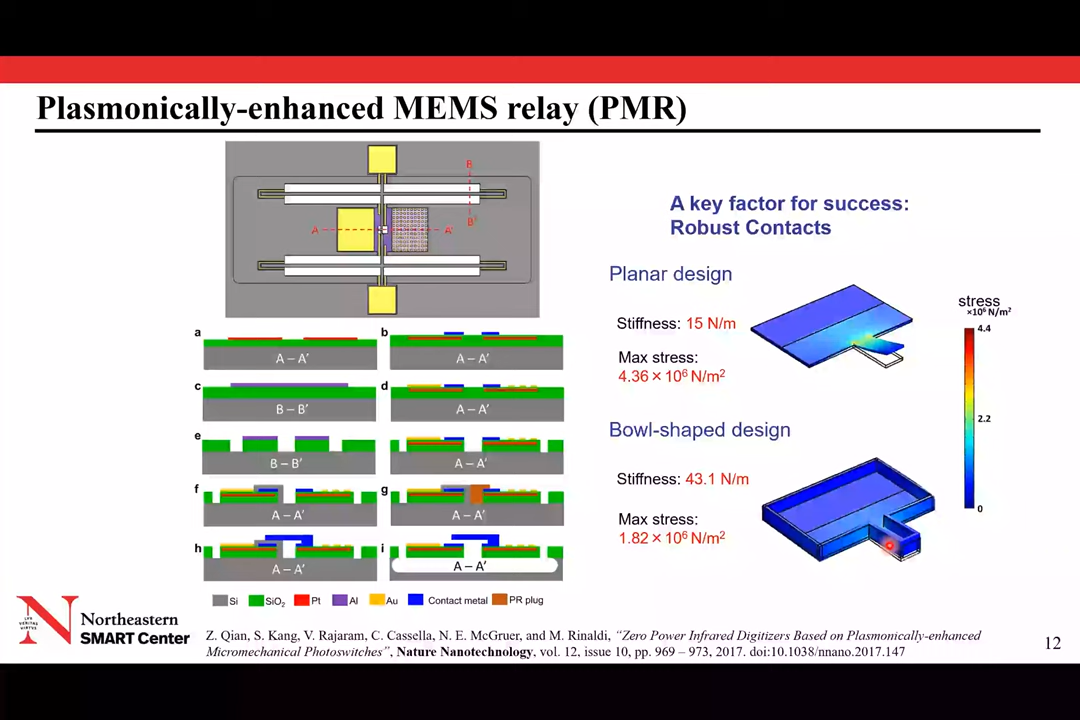 Plasmonically-enhanced MEMS relay (PMR)
B
A
A'
B'
A key factor for success:
Robust Contacts
Planar design
Stiffness: 15 N/m
Max stress:
4.36×10⁶ N/m²
stress
×10⁶ N/m²
4.4
2.2
0
Bowl-shaped design
Stiffness: 43.1 N/m
Max stress:
1.82×10⁶ N/m²
a
A – A'
b
A – A'
c
B – B'
d
A – A'
e
B – B'
A – A'
f
A – A'
g
A – A'
h
A – A'
i
A – A'
Si SiO₂ Pt Al Au Contact metal PR plug
N
Northeastern
SMART Center
Z. Qian, S. Kang, V. Rajaram, C. Cassella, N. E. McGruer, and M. Rinaldi, “Zero Power Infrared Digitizers Based on Plasmonically-enhanced
Micromechanical Photoswitches”, Nature Nanotechnology, vol. 12, issue 10, pp. 969 – 973, 2017. doi:10.1038/nnano.2017.147
12